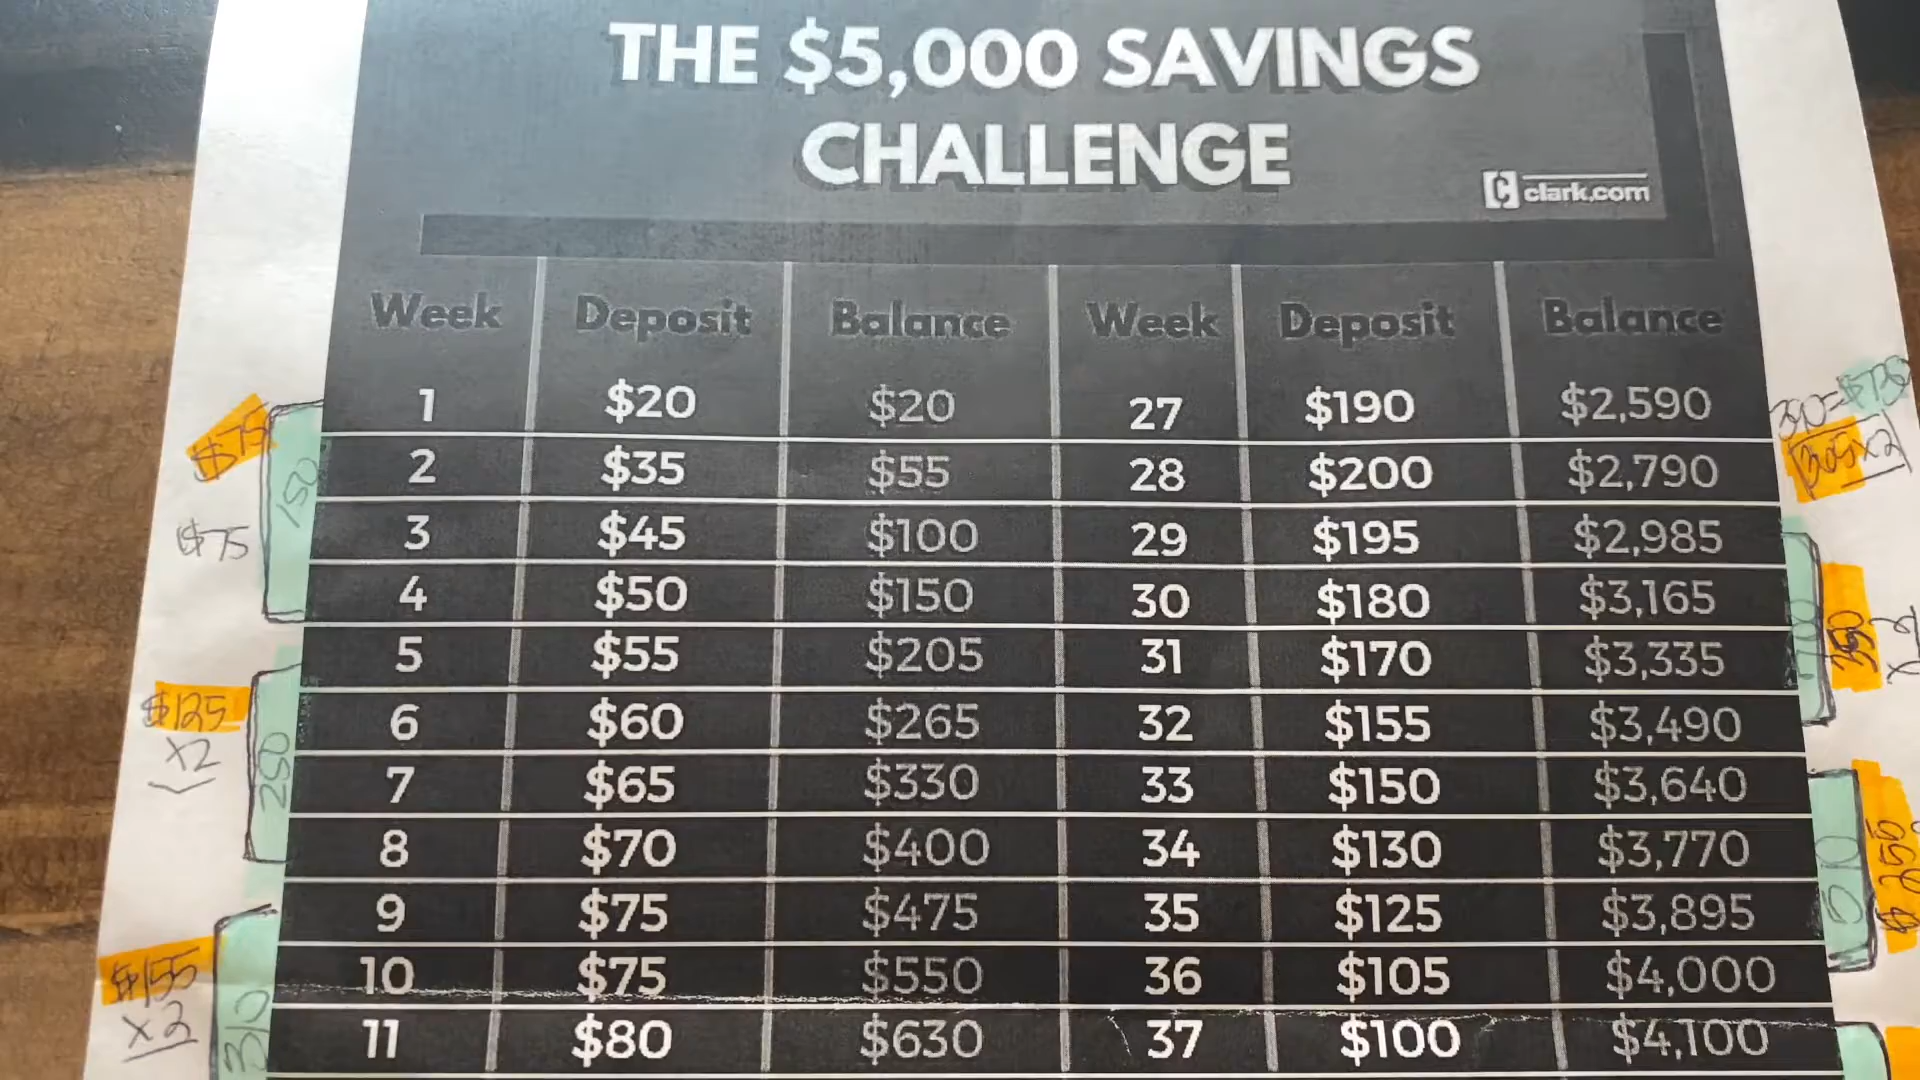 THE $5,000 SAVINGS
CHALLENGE
clark.com
Week Deposit Balance Week Deposit Balance
1 $20 $20 27 $190 $2,590
2 $35 $55 28 $200 $2,790
3 $45 $100 29 $195 $2,985
4 $50 $150 30 $180 $3,165
5 $55 $205 31 $170 $3,335
6 $60 $265 32 $155 $3,490
7 $65 $330 33 $150 $3,640
8 $70 $400 34 $130 $3,770
9 $75 $475 35 $125 $3,895
10 $75 $550 36 $105 $4,000
11 $80 $630 37 $100 $4,100
$75
150
$75
$125
x2
250
$155
x2
310
x2
350
x2
$255